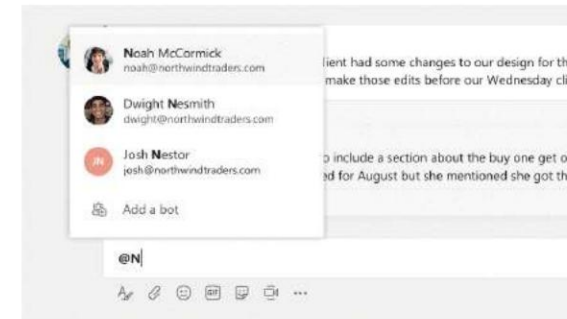 Noah McCormick
noah@northwindtraders.com
Dwight Nesmith
dwight@northwindtraders.com
JN
Josh Nestor
josh@northwindtraders.com
Add a bot
lient had some changes to our design for th
make those edits before our Wednesday cli
o include a section about the buy one get o
ed for August but she mentioned she got th
@N
GIF